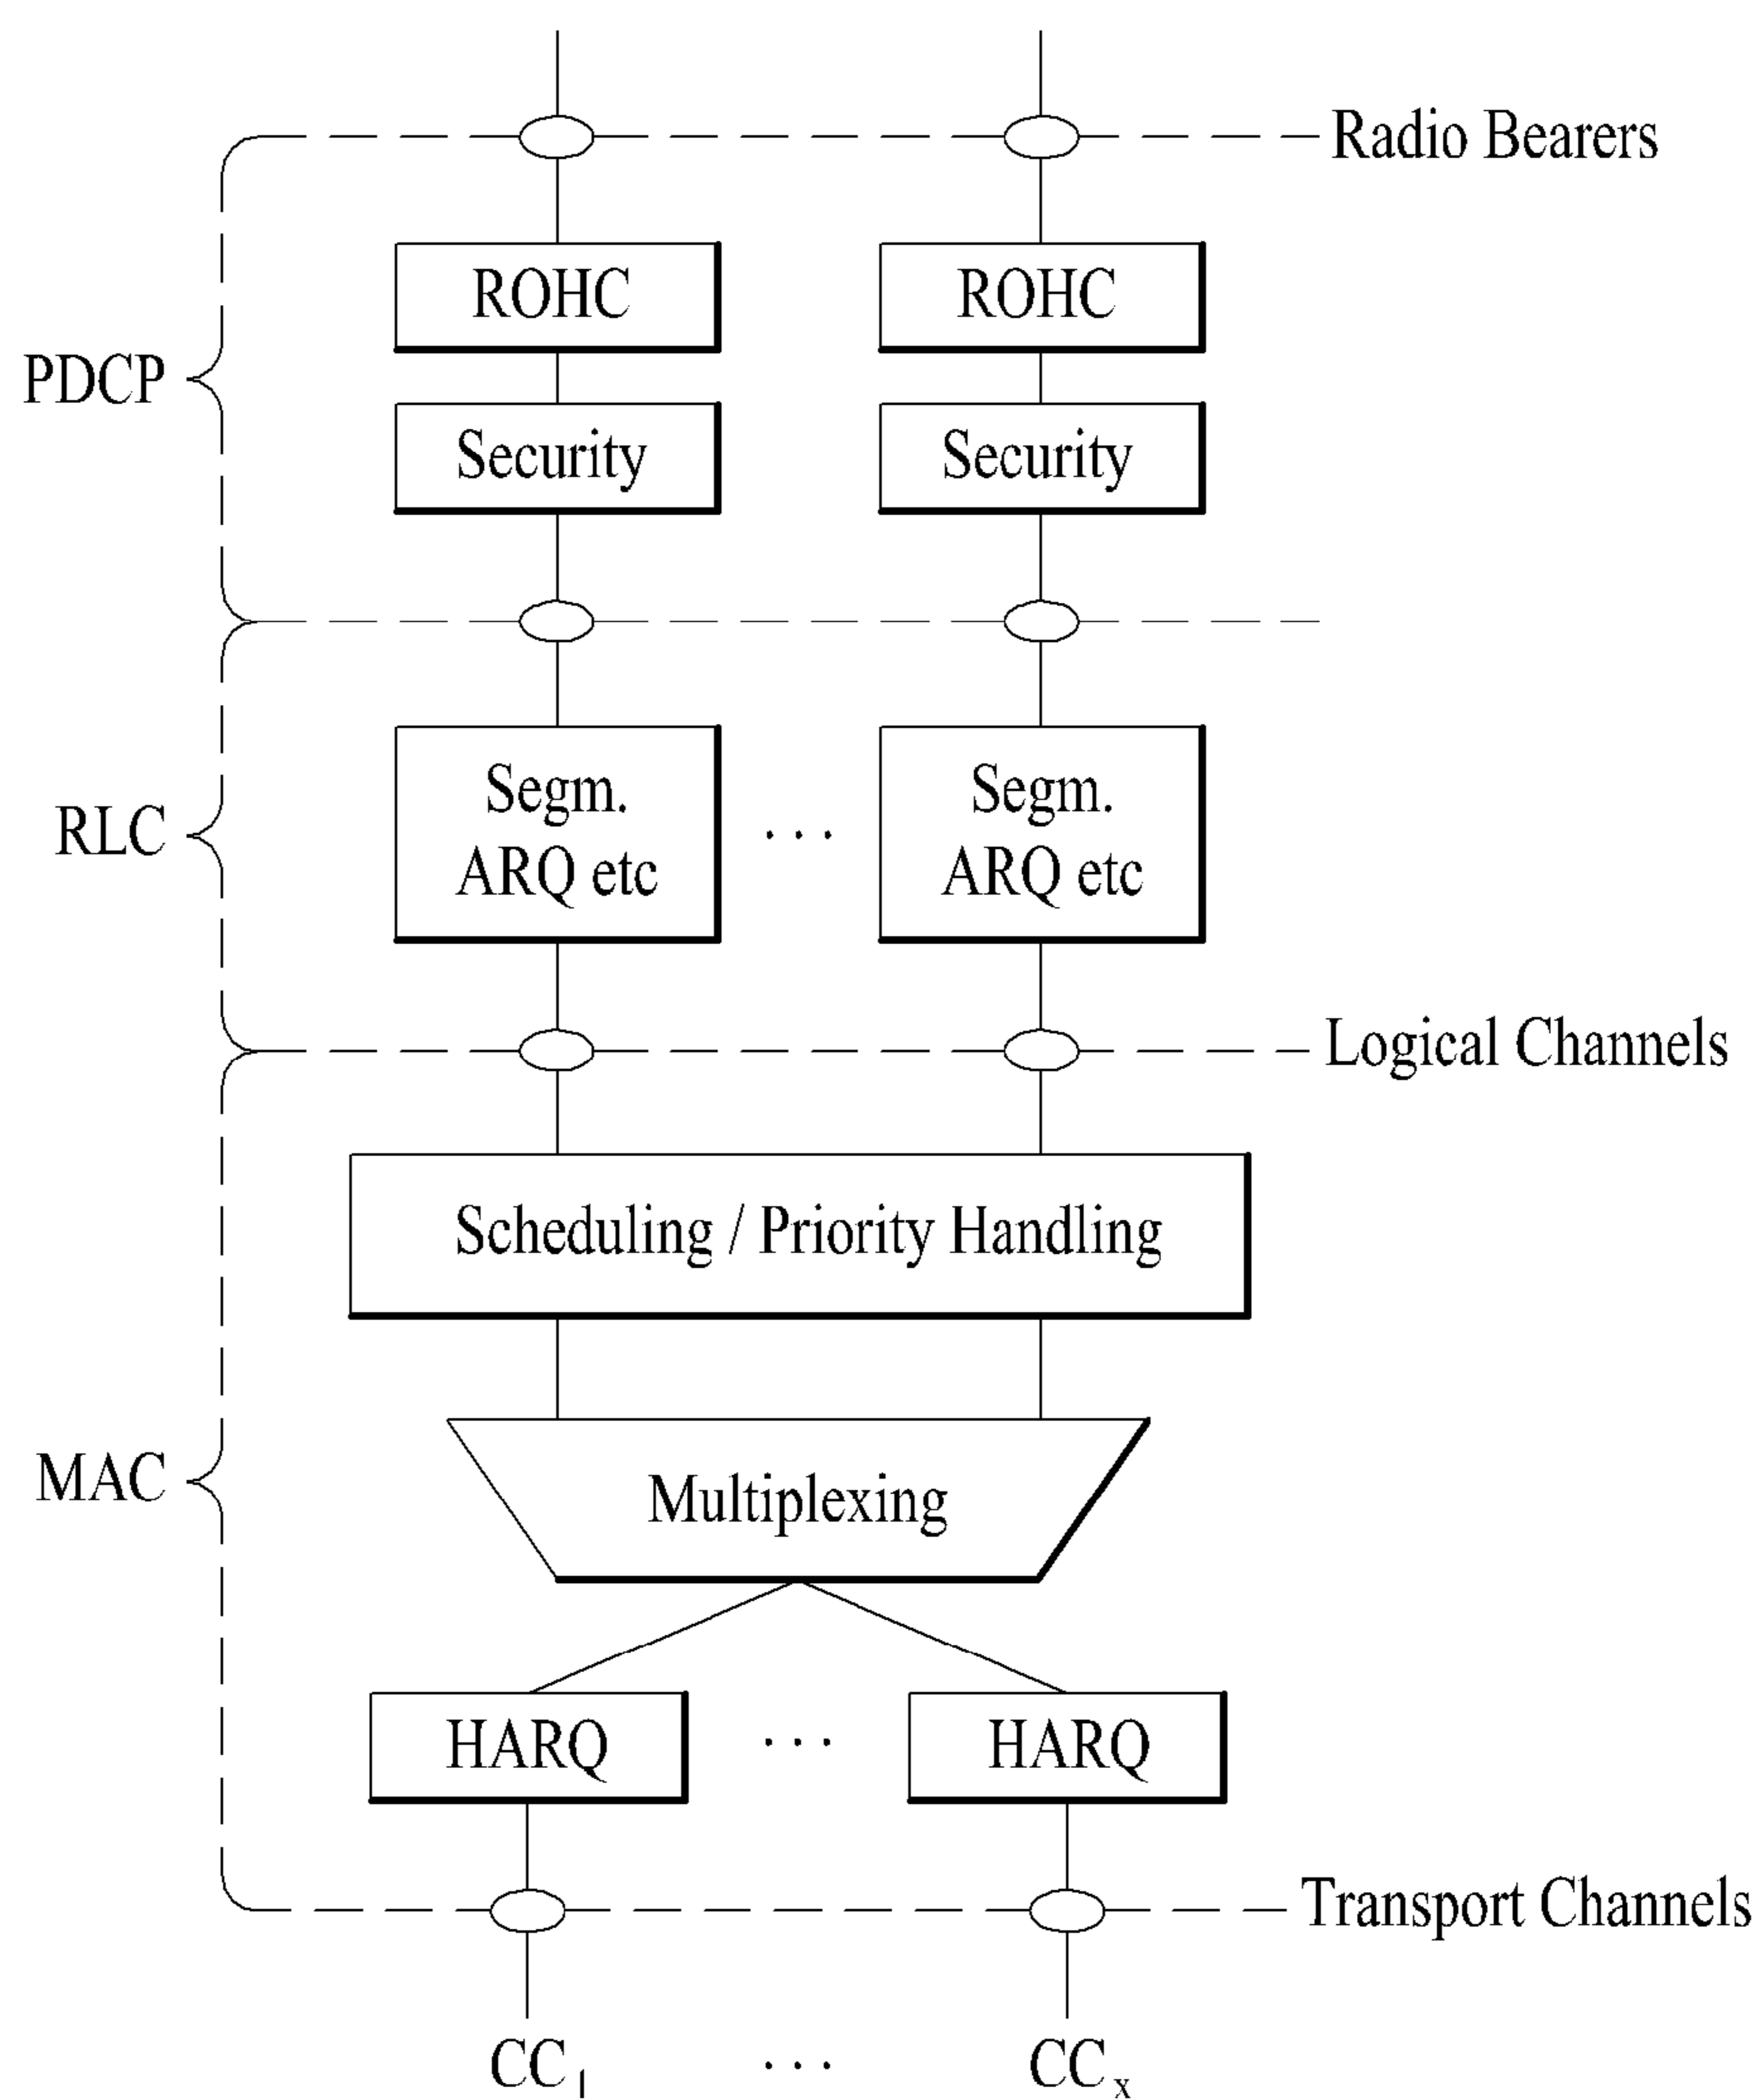 Radio Bearers
ROHC ROHC
PDCP
Security Security
Segm. Segm.
RLC ...
ARQ etc ARQ etc
Logical Channels
Scheduling / Priority Handling
MAC
Multiplexing
HARQ ... HARQ
Transport Channels
CC1 ... CCx